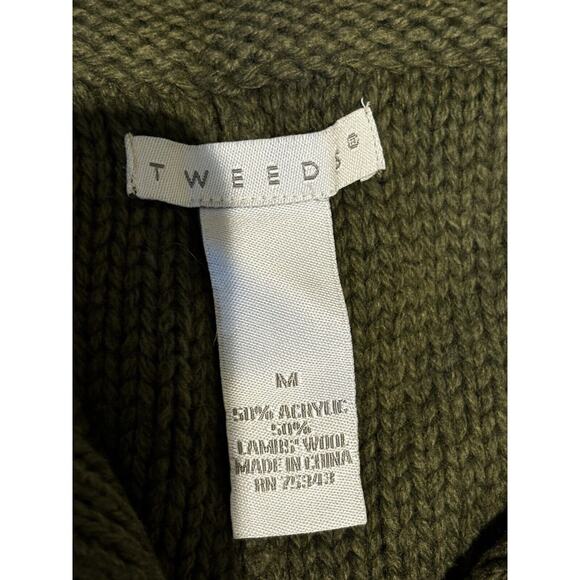 TWEEDS®
M
50% ACRYLIC
50%
LAMBS' WOOL
MADE IN CHINA
RN 75343